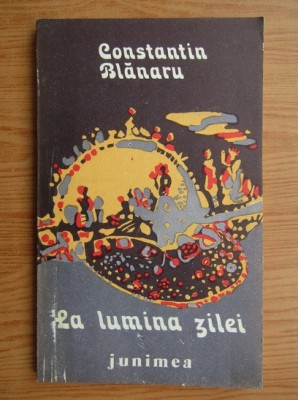 Constantin
Blănaru
La lumina zilei
junimea